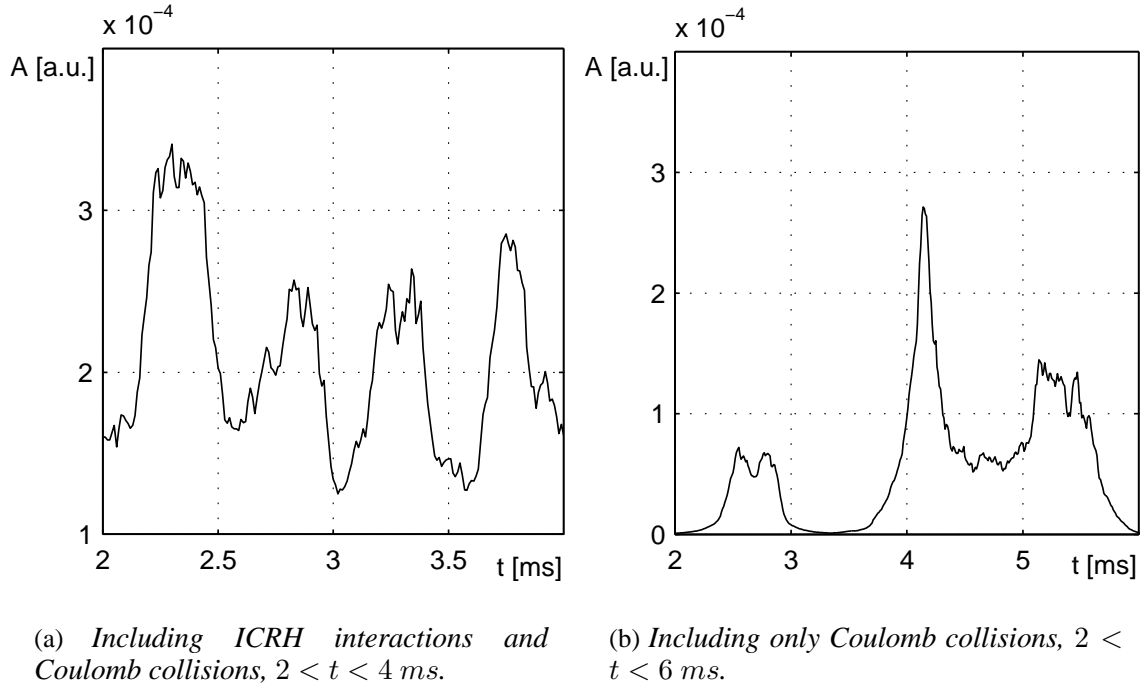 x 10⁻⁴
A [a.u.]
3
2
1
2
2.5
3
3.5
t [ms]
x 10⁻⁴
A [a.u.]
3
2
1
0
2
3
4
5
t [ms]
(a) Including ICRH interactions and
Coulomb collisions, 2 < t < 4 ms.
(b) Including only Coulomb collisions, 2 <
t < 6 ms.